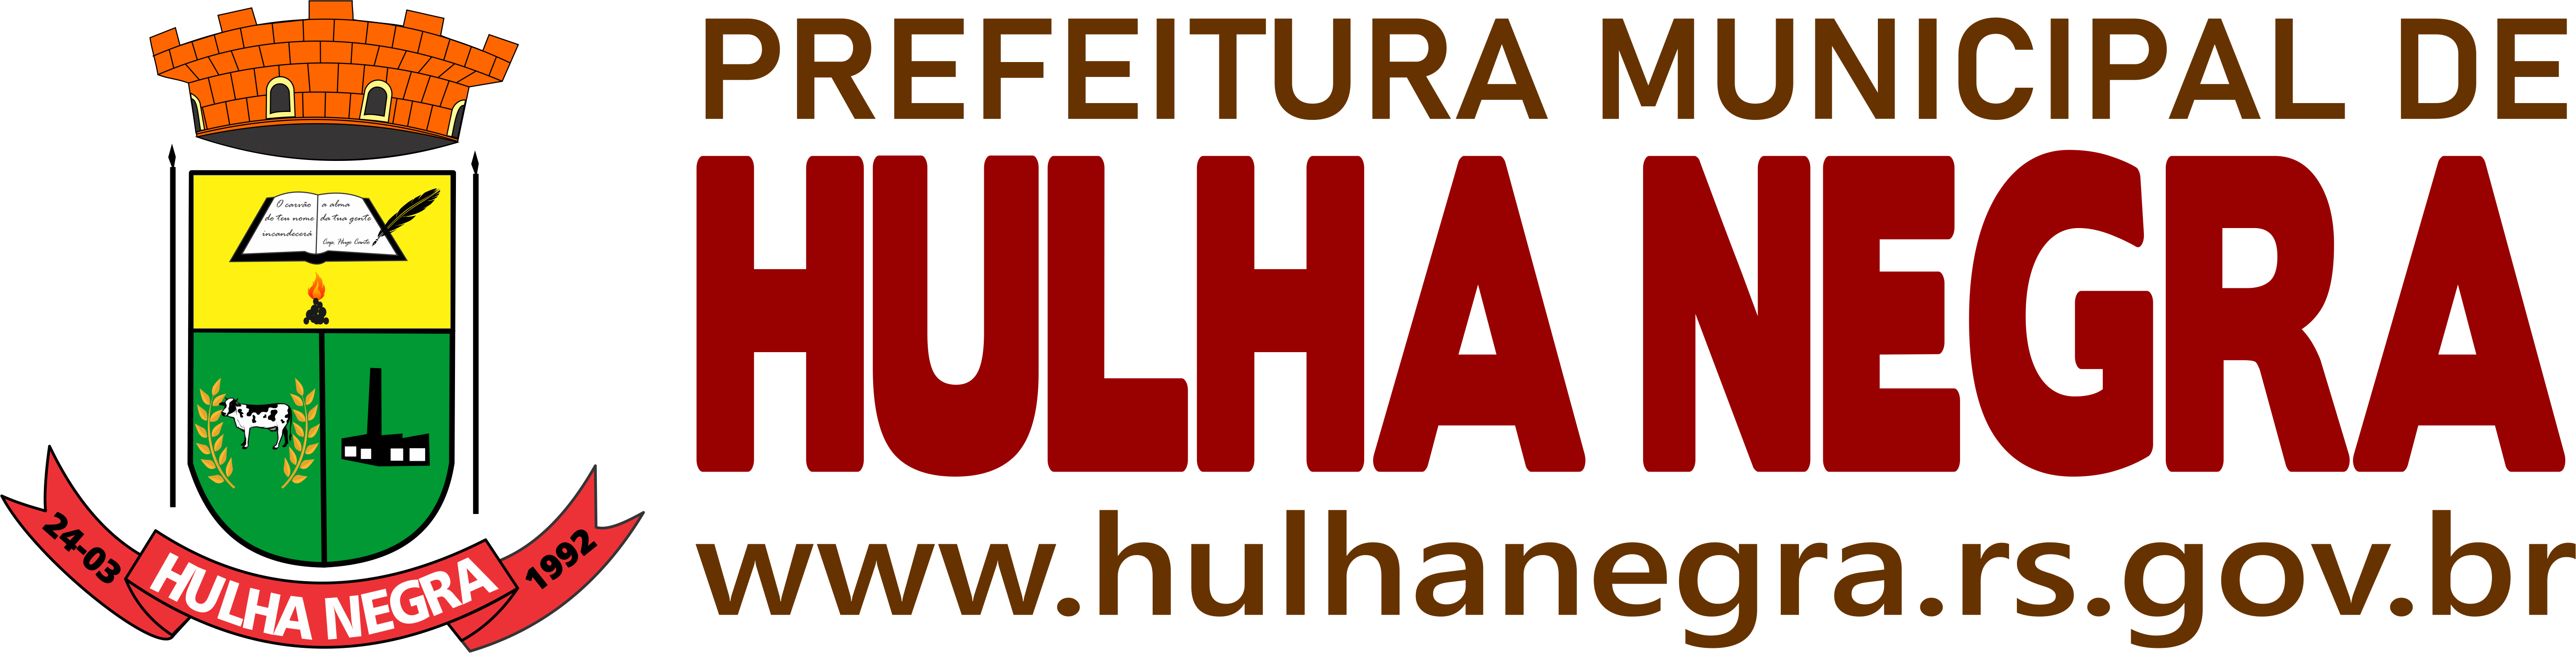 PREFEITURA MUNICIPAL DE
HULHA NEGRA
www.hulhanegra.rs.gov.br
O carvão
do teu nome
incandecerá
a alma
da tua gente
24-03
HULHA NEGRA
1992